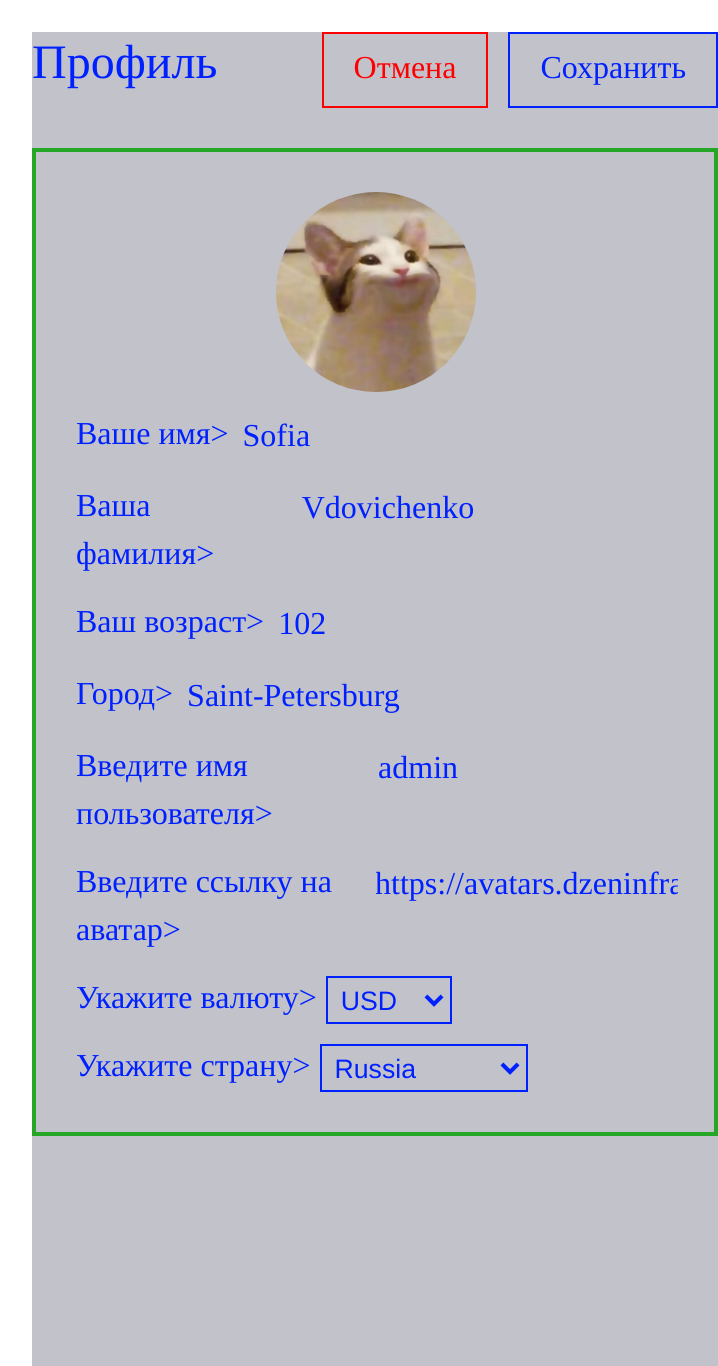 Профиль Отмена Сохранить
Ваше имя> Sofia
Ваша Vdovichenko
фамилия>
Ваш возраст> 102
Город> Saint-Petersburg
Введите имя admin
пользователя>
Введите ссылку на https://avatars.dzeninfra
аватар>
Укажите валюту> USD
Укажите страну> Russia